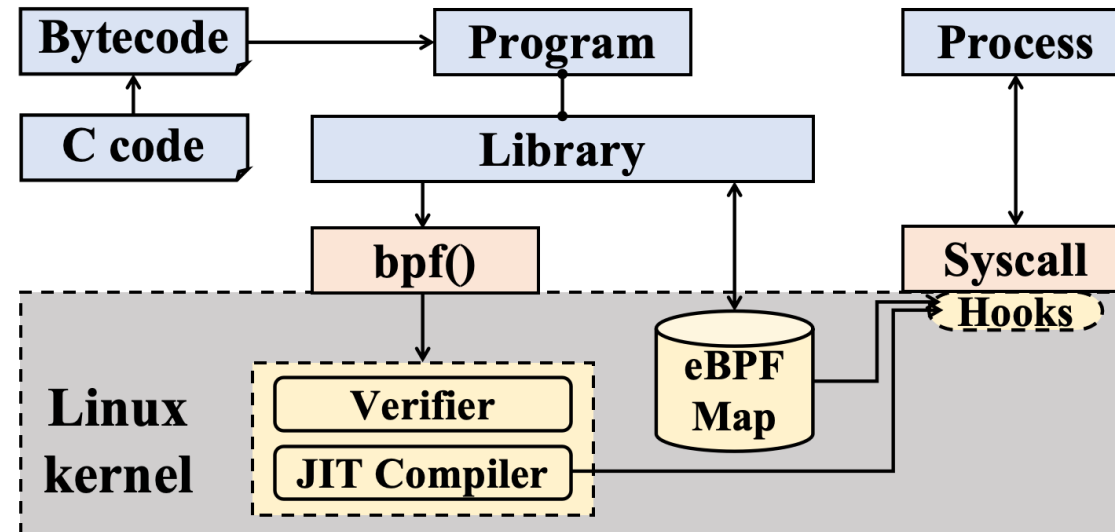 Bytecode
Program
Process
C code
Library
bpf()
Syscall
Hooks
eBPF
Map
Verifier
Linux
kernel
JIT Compiler